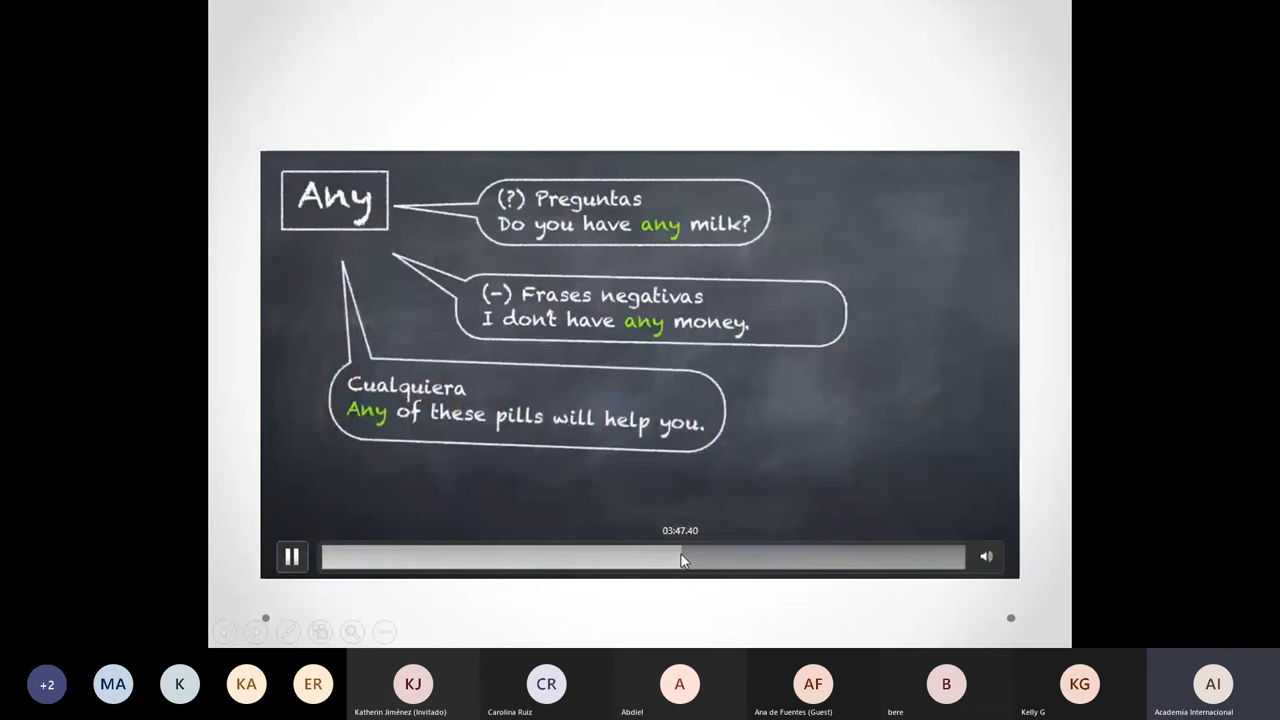 Any
(?) Preguntas
Do you have any milk?
(-) Frases negativas
I don't have any money.
Cualquiera
Any of these pills will help you.
03:47.40
+2
MA
K
KA
ER
KJ
CR
A
AF
B
KG
AI
Katherin Jiménez (Invitado)
Carolina Ruiz
Abdiel
Ana de Fuentes (Guest)
bere
Kelly G
Academia Internacional